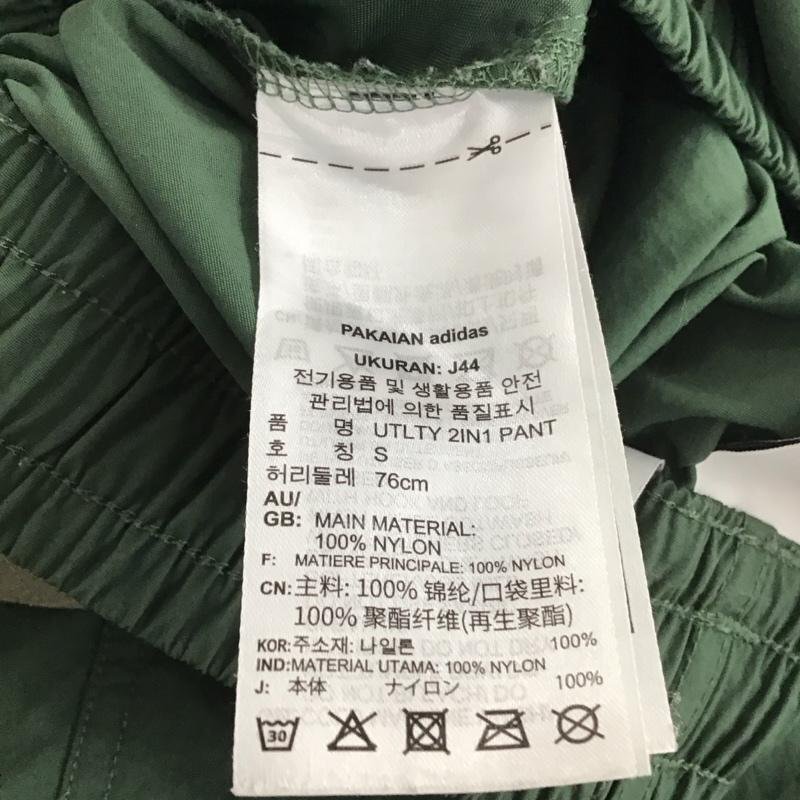 PAKAIAN adidas
UKURAN: J44
전기용품 및 생활용품 안전
관리법에 의한 품질표시
품 명 UTLTY 2IN1 PANT
호 칭 S
허리둘레 76cm
AU/
GB: MAIN MATERIAL:
100% NYLON
F: MATIERE PRINCIPALE: 100% NYLON
CN: 主料: 100% 锦纶/口袋里料:
100% 聚酯纤维(再生聚酯)
KOR: 주소재: 나일론 100%
IND: MATERIAL UTAMA: 100% NYLON
J: 本体 ナイロン 100%
30